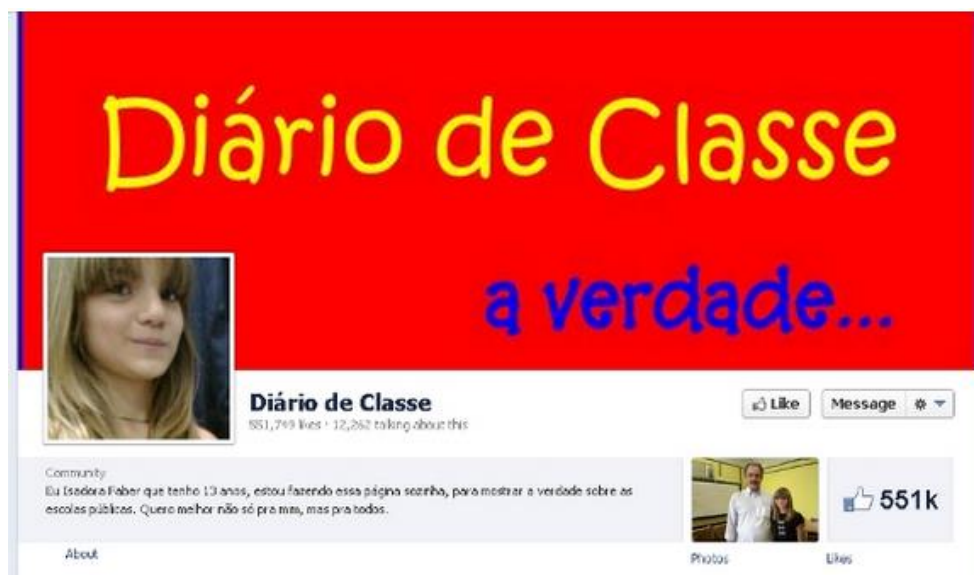 Diário de Classe
a verdade...
Diário de Classe
551,749 likes · 12,262 talking about this
Like
Message
Community
Eu Isadora Faber que tenho 13 anos, estou fazendo essa página sozinha, para mostrar a verdade sobre as
escolas públicas. Quero melhor não só pra mim, mas pra todos.
551k
About
Photos
Likes